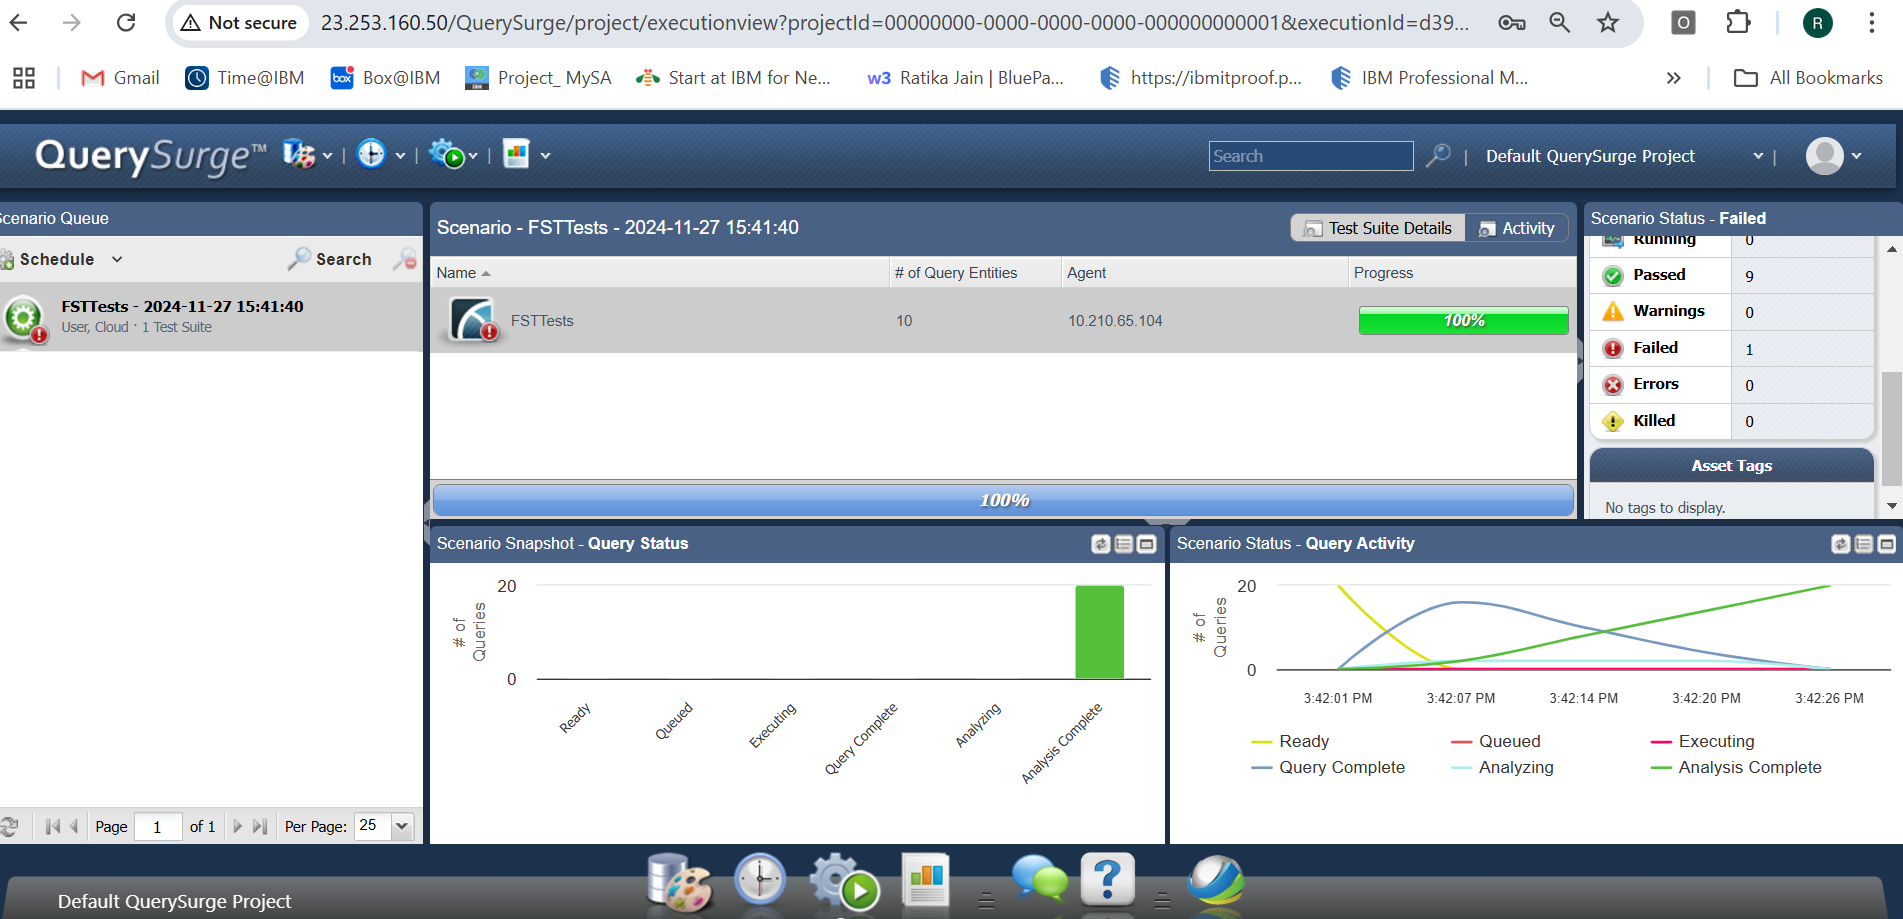 Not secure 23.253.160.50/QuerySurge/project/executionview?projectId=00000000-0000-0000-0000-000000000001&executionId=d39... O R
Gmail Time@IBM Box@IBM Project_ MySA Start at IBM for Ne... w3 Ratika Jain | BluePa... https://ibmitproof.p... IBM Professional M... » All Bookmarks
QuerySurge™ Search Default QuerySurge Project
Scenario Queue
Schedule Search
FSTTests - 2024-11-27 15:41:40
User, Cloud · 1 Test Suite
Page 1 of 1 Per Page: 25
Scenario - FSTTests - 2024-11-27 15:41:40 Test Suite Details Activity
Name # of Query Entities Agent Progress
FSTTests 10 10.210.65.104 100%
100%
Scenario Status - Failed
Running 0
Passed 9
Warnings 0
Failed 1
Errors 0
Killed 0
Asset Tags
No tags to display.
Scenario Snapshot - Query Status
# of Queries
20
0
Ready Queued Executing Query Complete Analyzing Analysis Complete
Scenario Status - Query Activity
# of Queries
20
0
3:42:01 PM 3:42:07 PM 3:42:14 PM 3:42:20 PM 3:42:26 PM
Ready Queued Executing
Query Complete Analyzing Analysis Complete
Default QuerySurge Project